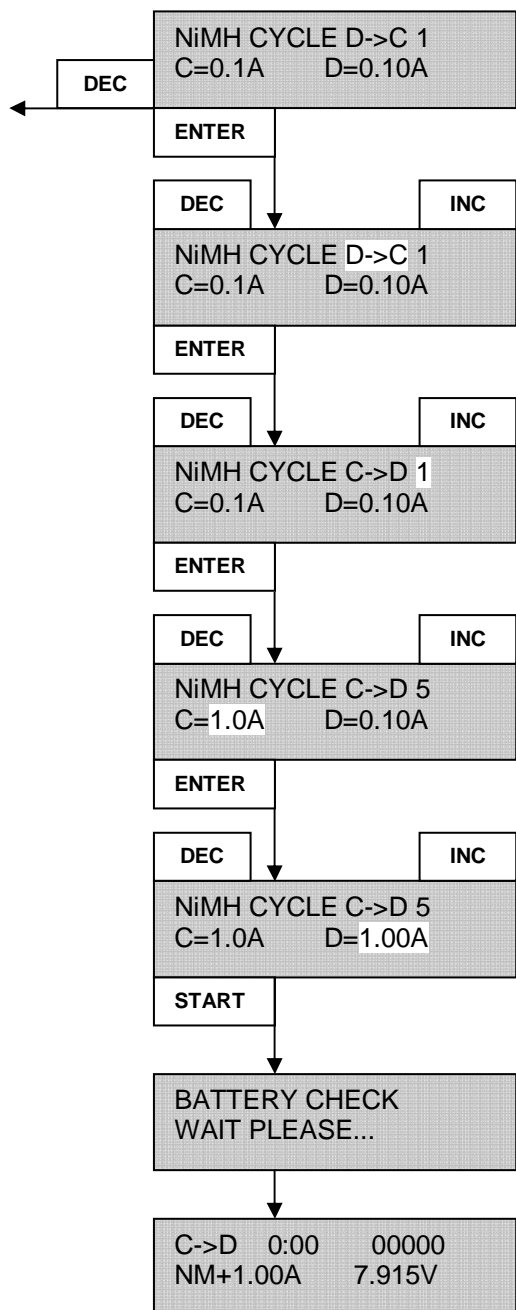 NiMH CYCLE D->C 1
C=0.1A D=0.10A
DEC
ENTER
DEC INC
NiMH CYCLE D->C 1
C=0.1A D=0.10A
ENTER
DEC INC
NiMH CYCLE C->D 1
C=0.1A D=0.10A
ENTER
DEC INC
NiMH CYCLE C->D 5
C=1.0A D=0.10A
ENTER
DEC INC
NiMH CYCLE C->D 5
C=1.0A D=1.00A
START
BATTERY CHECK
WAIT PLEASE...
C->D 0:00 00000
NM+1.00A 7.915V